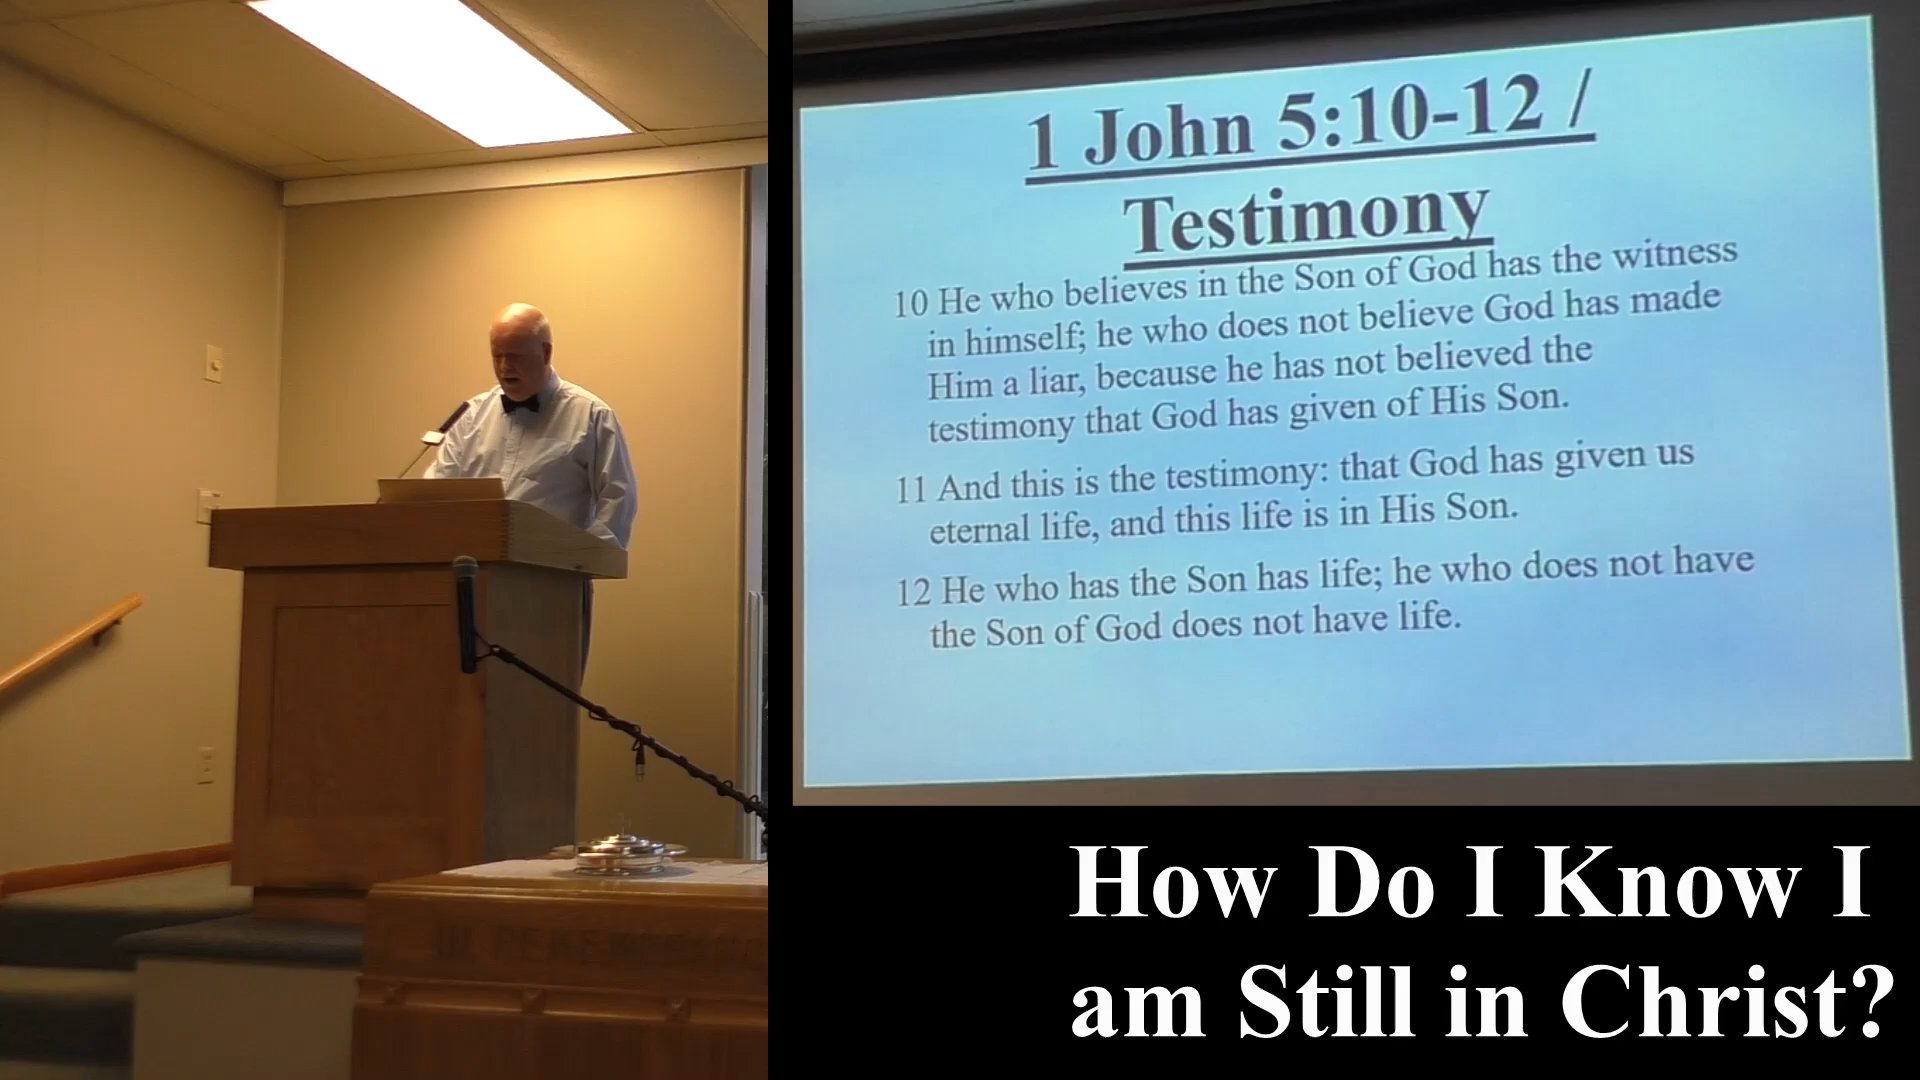 1 John 5:10-12 /
Testimony
10 He who believes in the Son of God has the witness
in himself; he who does not believe God has made
Him a liar, because he has not believed the
testimony that God has given of His Son.
11 And this is the testimony: that God has given us
eternal life, and this life is in His Son.
12 He who has the Son has life; he who does not have
the Son of God does not have life.
How Do I Know I
am Still in Christ?